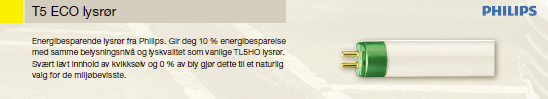 T5 ECO lysrør
PHILIPS
Energibesparende lysrør fra Philips. Gir deg 10 % energibesparelse
med samme belysningsnivå og lyskvalitet som vanlige TL5HO lysrør.
Svært lavt innhold av kvikksølv og 0 % av bly gjør dette til et naturlig
valg for de miljøbevisste.